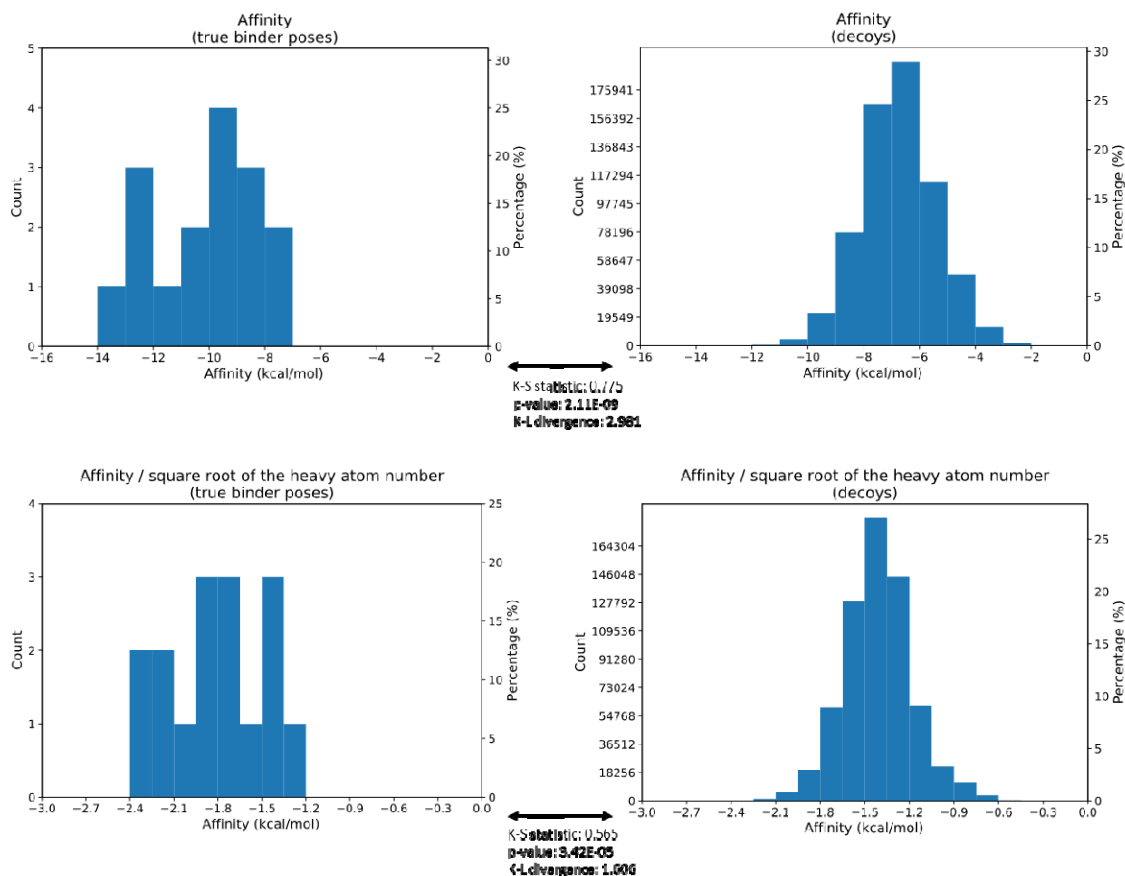 Affinity
(true binder poses)
5
4
3
2
1
0
Count
30
25
20
15
10
5
0
Percentage (%)
−16 −14 −12 −10 −8 −6 −4 −2 0
Affinity (kcal/mol)
Affinity
(decoys)
175941
156392
136843
117294
97745
78196
58647
39098
19549
0
Count
30
25
20
15
10
5
0
Percentage (%)
−16 −14 −12 −10 −8 −6 −4 −2 0
Affinity (kcal/mol)
K-S statistic: 0.775
p-value: 2.11E-09
K-L divergence: 2.981
Affinity / square root of the heavy atom number
(true binder poses)
4
3
2
1
0
Count
25
20
15
10
5
0
Percentage (%)
−3.0 −2.7 −2.4 −2.1 −1.8 −1.5 −1.2 −0.9 −0.6 −0.3 0.0
Affinity (kcal/mol)
Affinity / square root of the heavy atom number
(decoys)
164304
146048
127792
109536
91280
73024
54768
36512
18256
0
Count
25
20
15
10
5
0
Percentage (%)
−3.0 −2.7 −2.4 −2.1 −1.8 −1.5 −1.2 −0.9 −0.6 −0.3 0.0
Affinity (kcal/mol)
K-S statistic: 0.565
p-value:
K-L divergence: